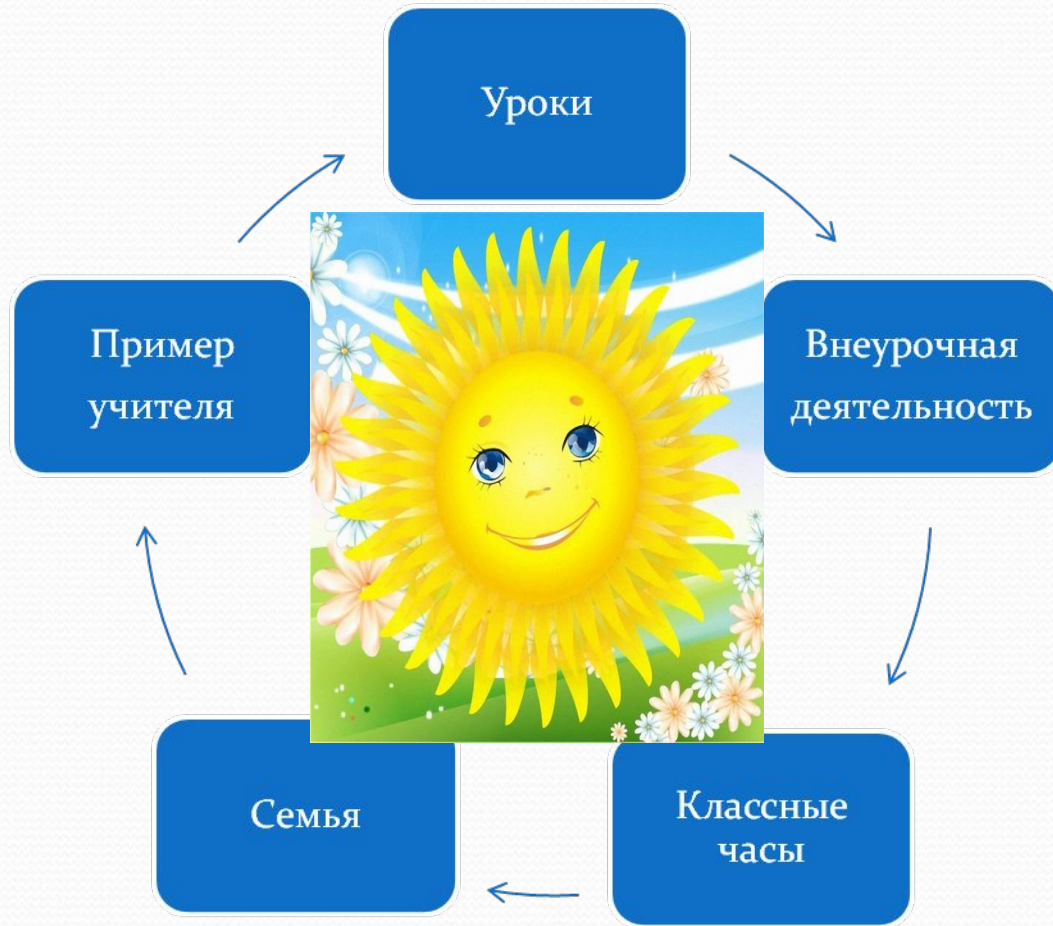 Уроки
Пример
учителя
Внеурочная
деятельность
Семья
Классные
часы